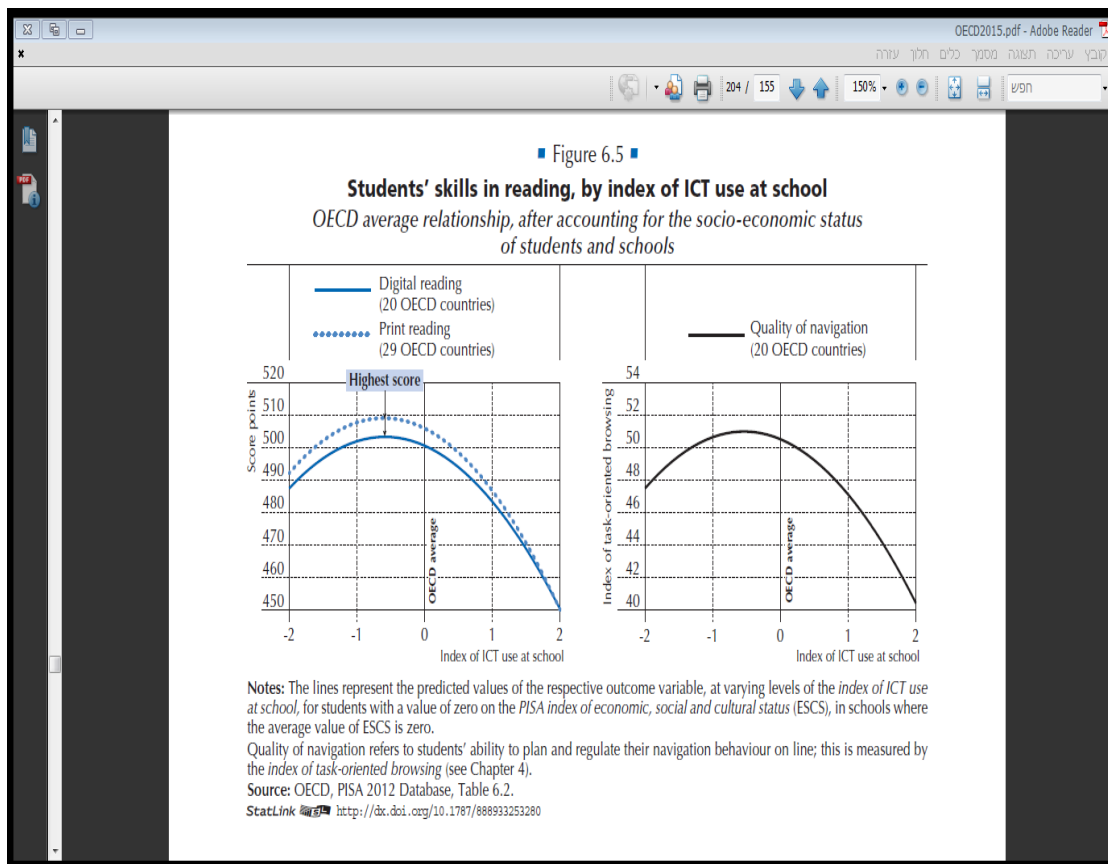 OECD2015.pdf - Adobe Reader
קובץ עריכה תצוגה מסמך כלים חלון עזרה
204 / 155 150% חפש
Figure 6.5
Students' skills in reading, by index of ICT use at school
OECD average relationship, after accounting for the socio-economic status
of students and schools
Digital reading
(20 OECD countries)
Print reading
(29 OECD countries)
Highest score
Score points
520
510
500
490
480
470
460
450
OECD average
-2 -1 0 1 2
Index of ICT use at school
Quality of navigation
(20 OECD countries)
Index of task-oriented browsing
54
52
50
48
46
44
42
40
OECD average
-2 -1 0 1 2
Index of ICT use at school
Notes: The lines represent the predicted values of the respective outcome variable, at varying levels of the index of ICT use
at school, for students with a value of zero on the PISA index of economic, social and cultural status (ESCS), in schools where
the average value of ESCS is zero.
Quality of navigation refers to students' ability to plan and regulate their navigation behaviour on line; this is measured by
the index of task-oriented browsing (see Chapter 4).
Source: OECD, PISA 2012 Database, Table 6.2.
StatLink http://dx.doi.org/10.1787/888933253280